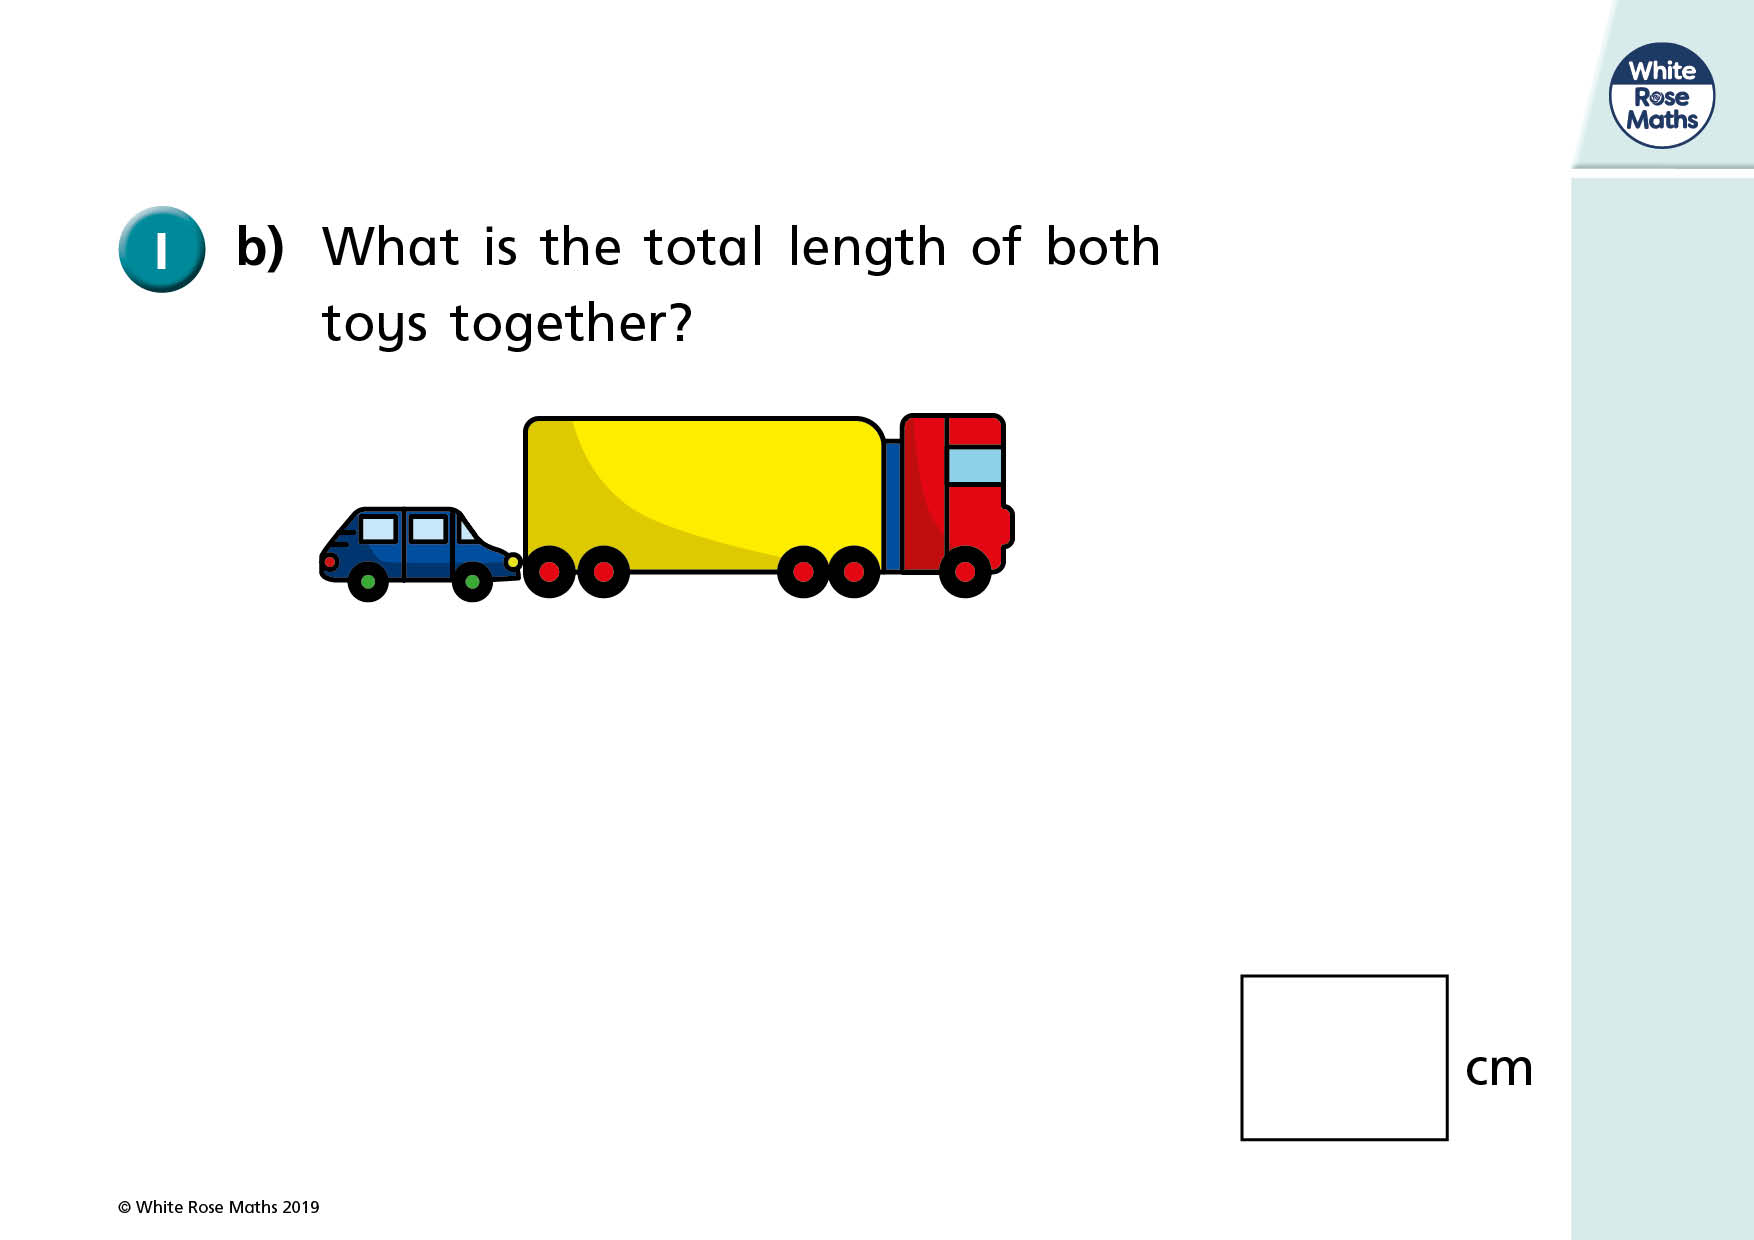 White
Rose
Maths
1 b) What is the total length of both
toys together?
cm
© White Rose Maths 2019